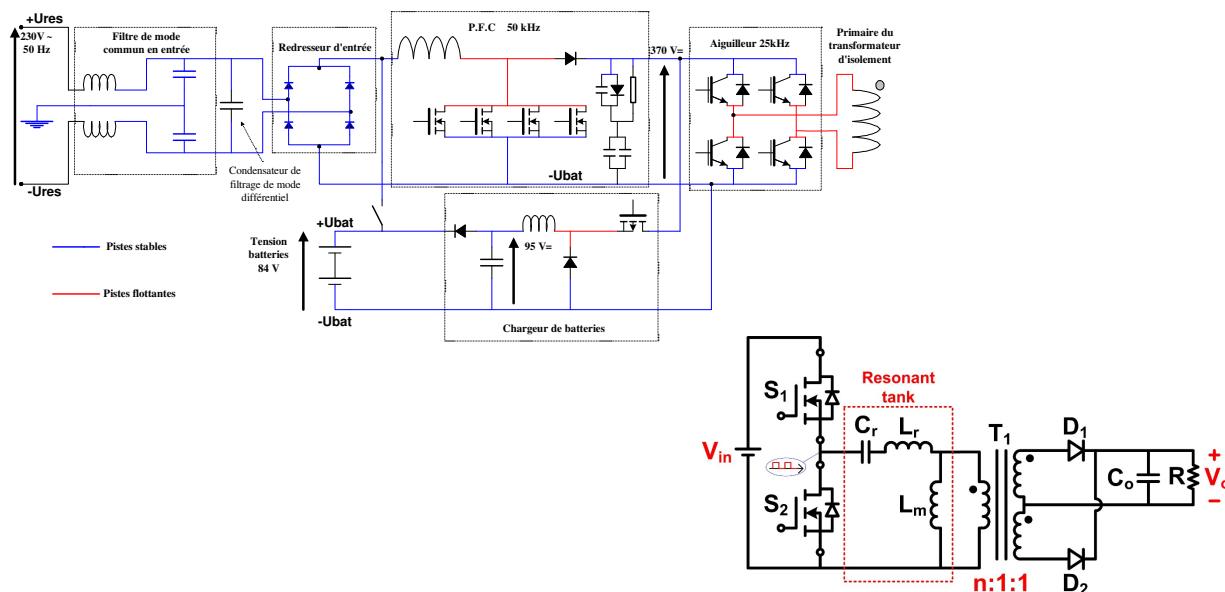 +Ures
230V ~
50 Hz
Filtre de mode
commun en entrée
Redresseur d'entrée
P.F.C 50 kHz
370 V=
Aiguilleur 25kHz
Primaire du
transformateur
d'isolement
-Ures
Condensateur de
filtrage de mode
différentiel
-Ubat
Pistes stables
Pistes flottantes
+Ubat
Tension
batteries
84 V
-Ubat
95 V=
Chargeur de batteries
Resonant
tank
S1
Cr
Lr
T1
D1
Vin
Lm
Co
R
+
Vo
−
S2
n:1:1
D2